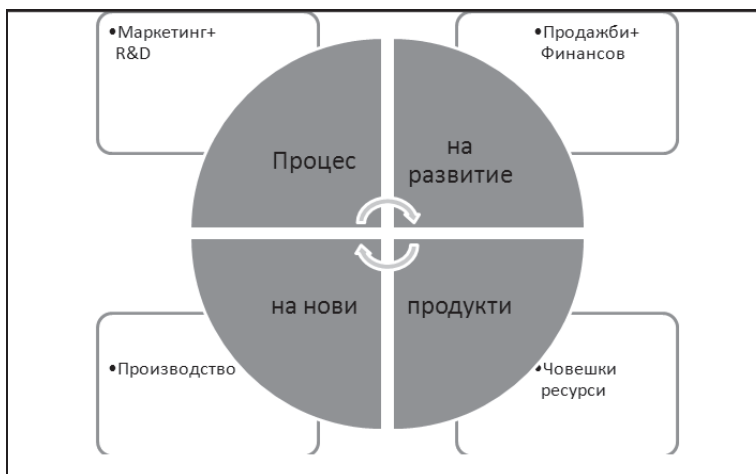 •Маркетинг+
R&D
•Продажби+
Финансов
Процес
на
развитие
на нови
продукти
•Производство
•Човешки
ресурси